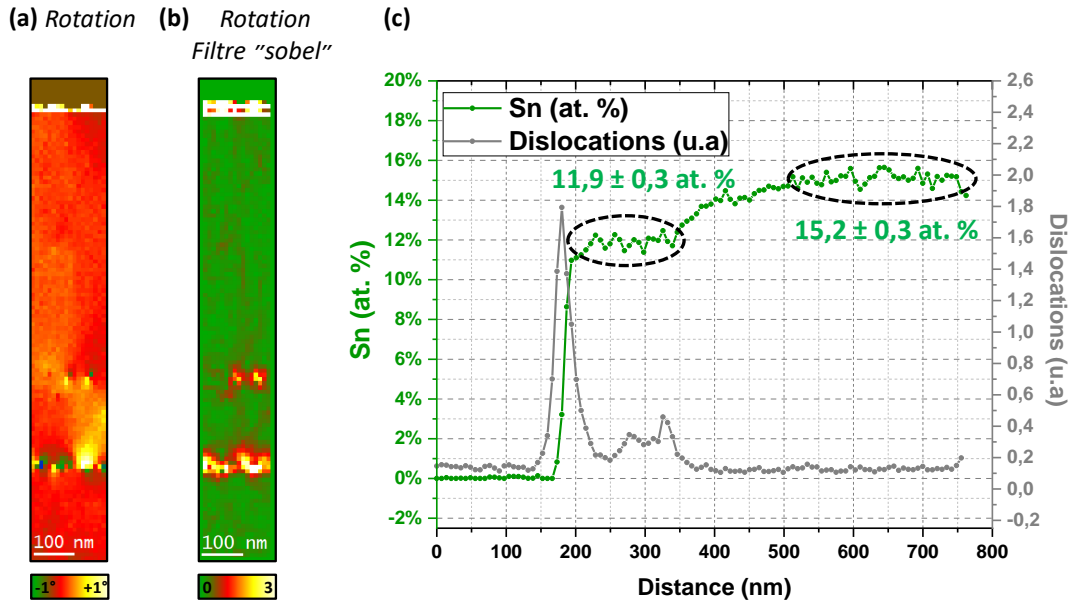 (a) Rotation
(b) Rotation
Filtre "sobel"
(c)
100 nm
-1° +1°
100 nm
0 3
20%
18%
16%
14%
12%
10%
8%
6%
4%
2%
0%
-2%
Sn (at. %)
Sn (at. %)
Dislocations (u.a)
11,9 ± 0,3 at. %
15,2 ± 0,3 at. %
2,6
2,4
2,2
2,0
1,8
1,6
1,4
1,2
1,0
0,8
0,6
0,4
0,2
0,0
-0,2
Dislocations (u.a)
0 100 200 300 400 500 600 700 800
Distance (nm)